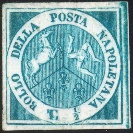 BOLLO DELLA POSTA NAPOLETANA
T. ½